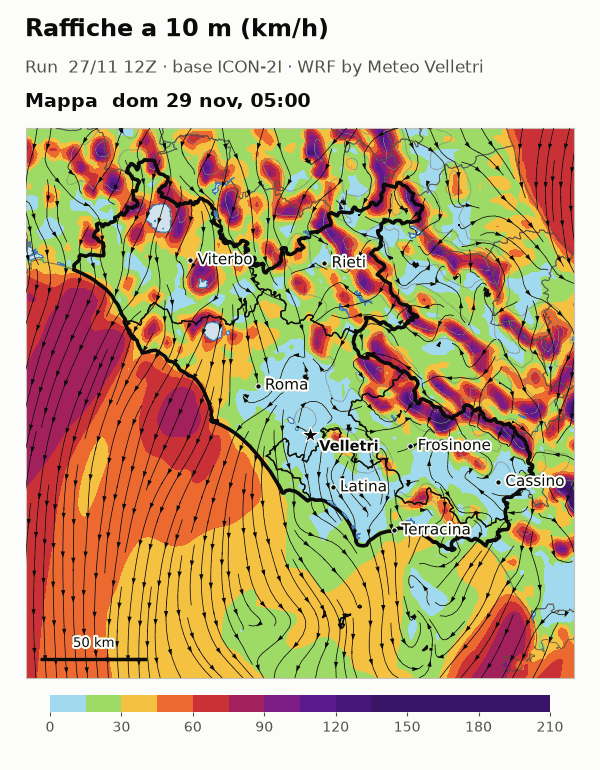 Raffiche a 10 m (km/h)
Run  27/11 12Z · base ICON-2I · WRF by Meteo Velletri
Mappa  dom 29 nov, 05:00
Viterbo
Rieti
Roma
Velletri
Frosinone
Cassino
Latina
Terracina
50 km
0 30 60 90 120 150 180 210